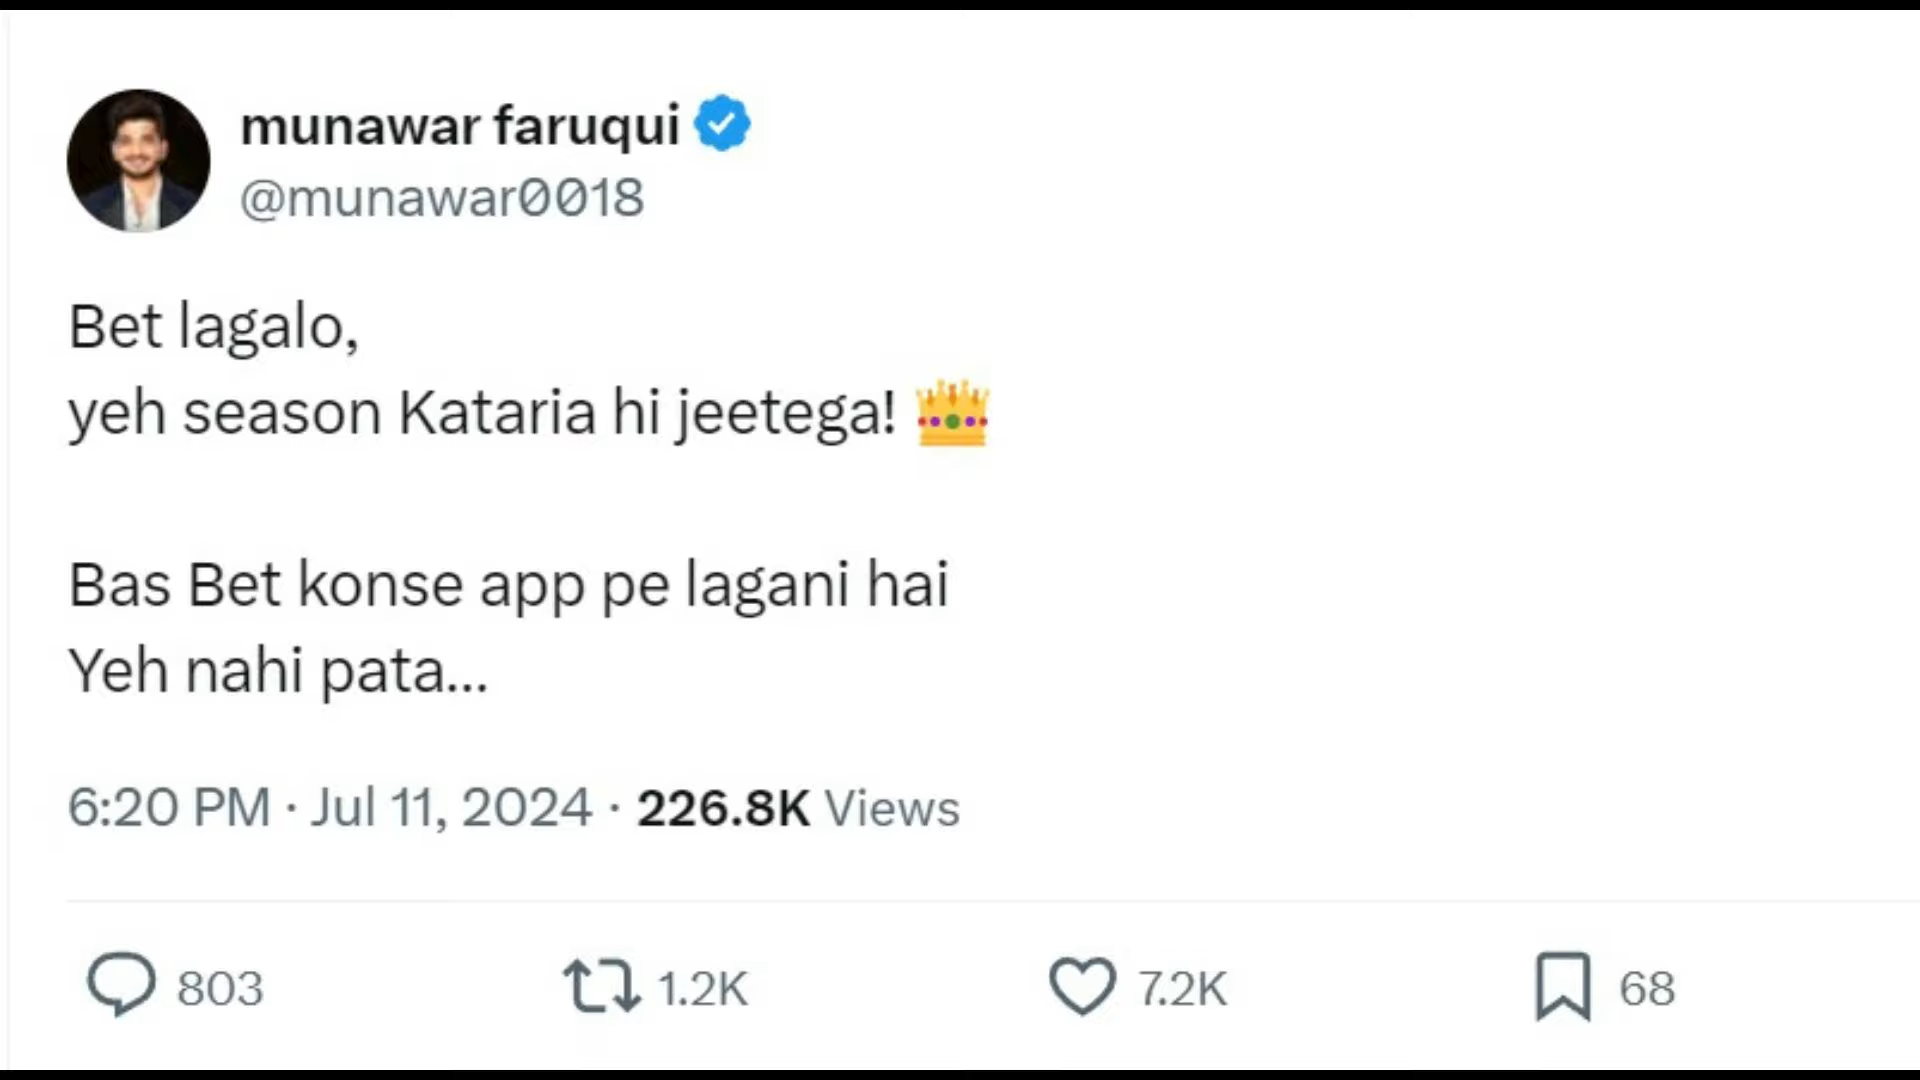 munawar faruqui
@munawar0018
Bet lagalo,
yeh season Kataria hi jeetega! 👑
Bas Bet konse app pe lagani hai
Yeh nahi pata...
6:20 PM · Jul 11, 2024 · 226.8K Views
803 1.2K 7.2K 68